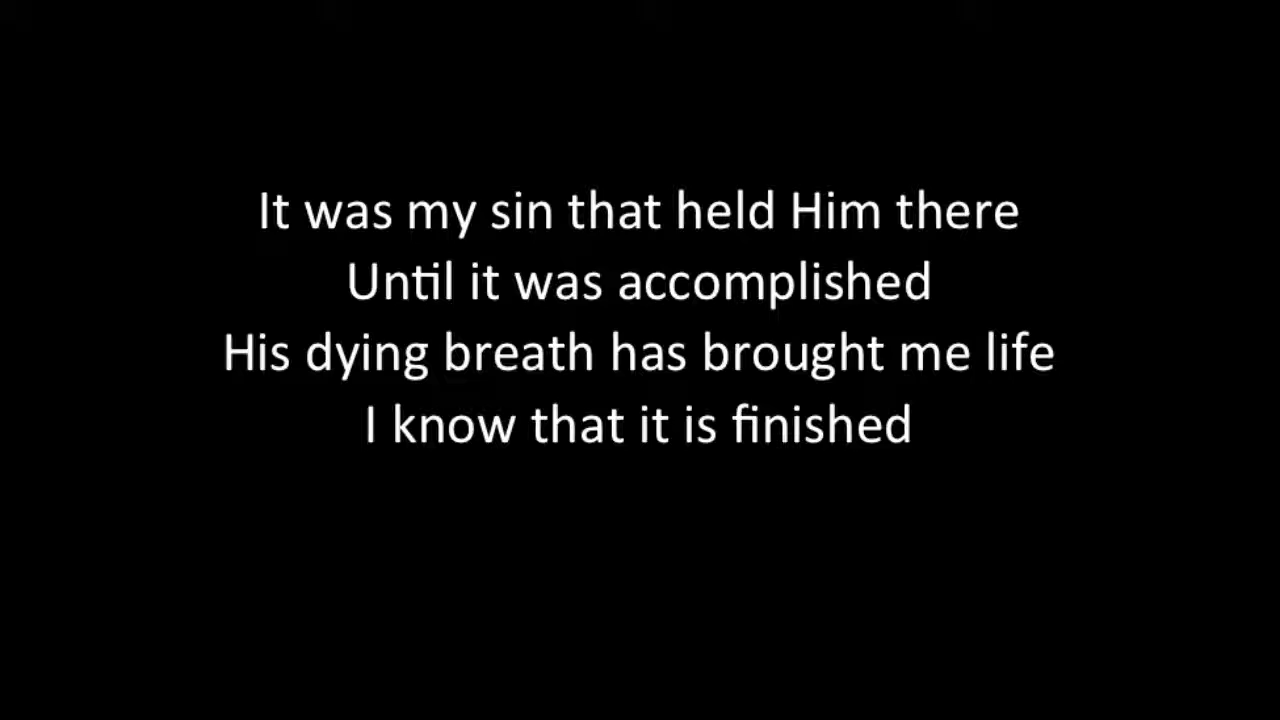 It was my sin that held Him there
Until it was accomplished
His dying breath has brought me life
I know that it is finished